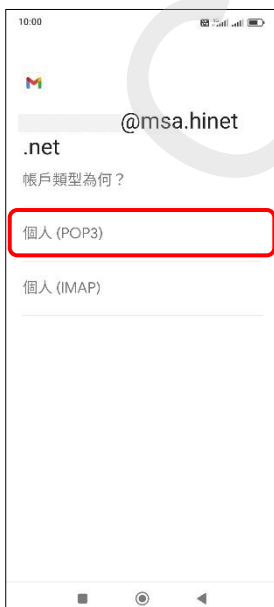 10:00
@msa.hinet
.net
帳戶類型為何？
個人 (POP3)
個人 (IMAP)